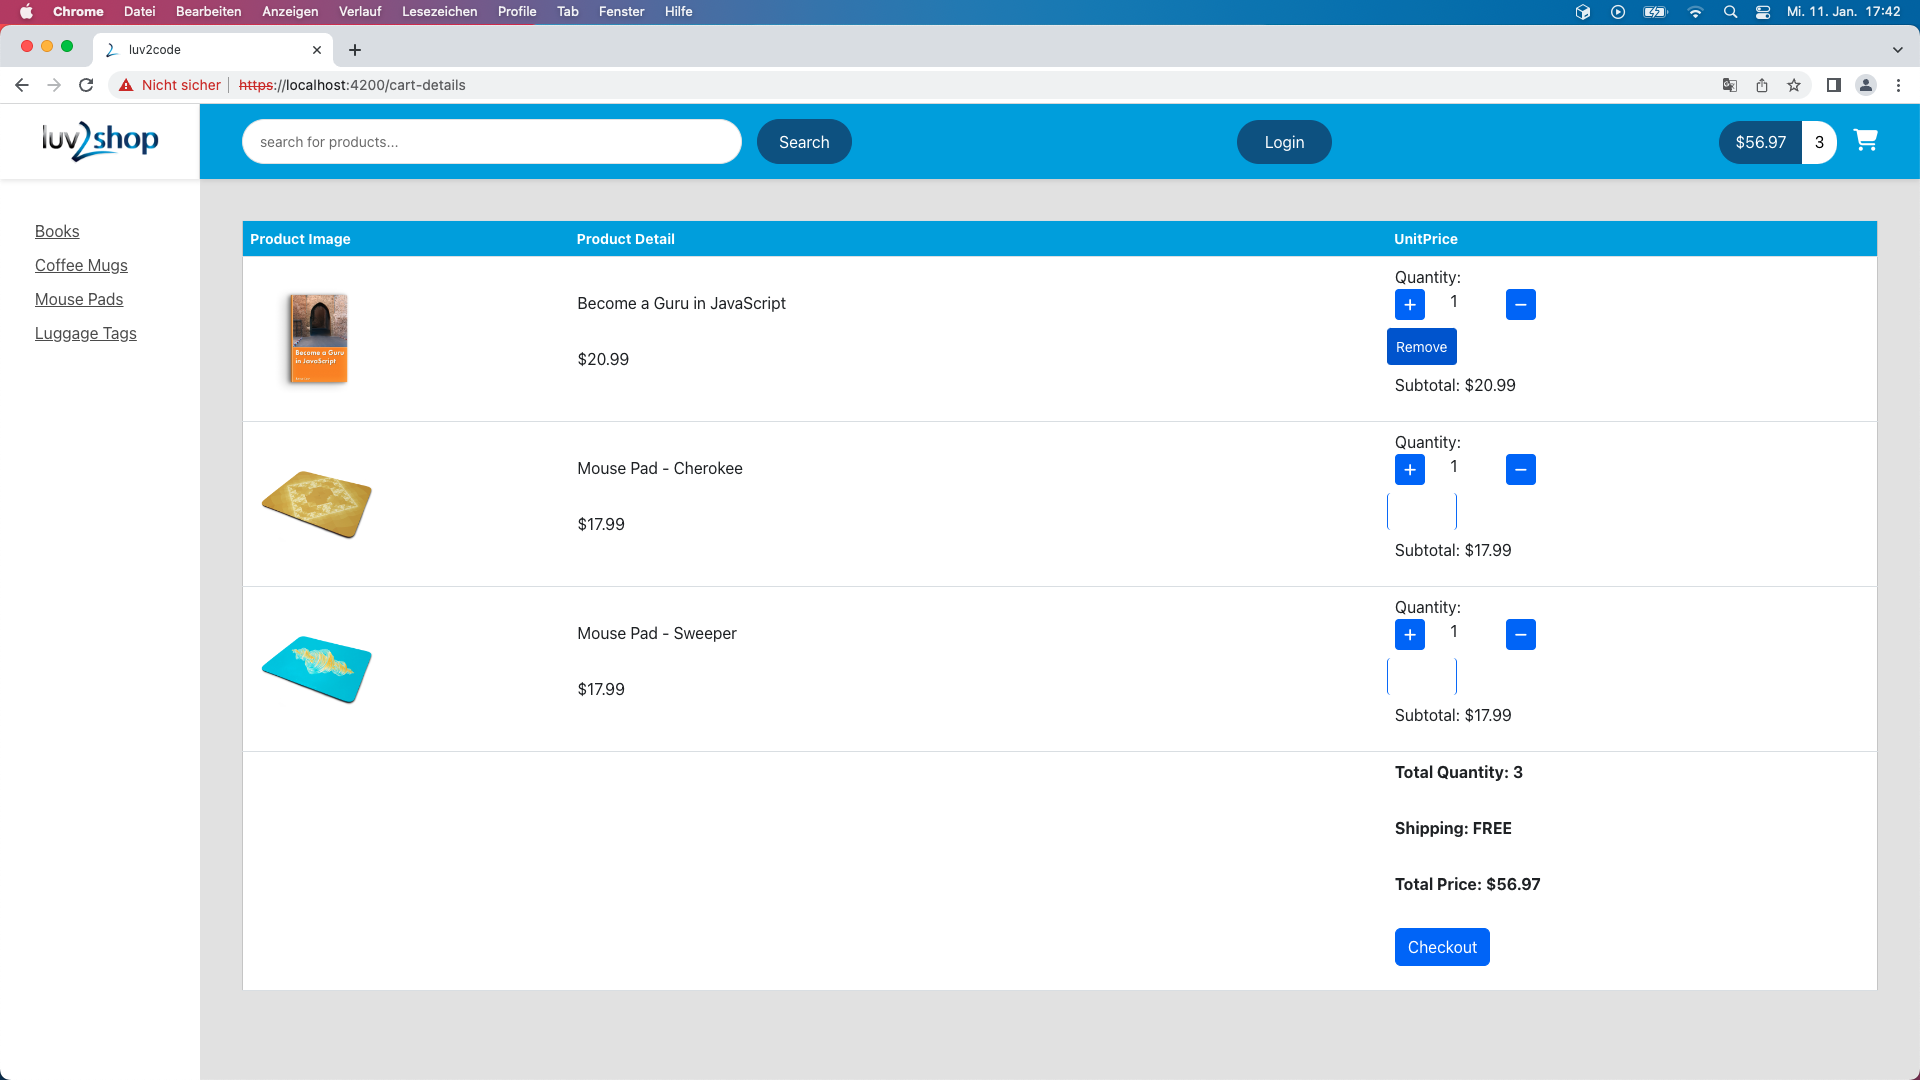 Chrome Datei Bearbeiten Anzeigen Verlauf Lesezeichen Profile Tab Fenster Hilfe Mi. 11. Jan. 17:42
luv2code
Nicht sicher https://localhost:4200/cart-details
luv2shop
search for products...
Search
Login
$56.97 3
Books
Coffee Mugs
Mouse Pads
Luggage Tags
Product Image Product Detail UnitPrice
Become a Guru
in JavaScript
Become a Guru in JavaScript
$20.99
Quantity:
+ 1 −
Remove
Subtotal: $20.99
Mouse Pad - Cherokee
$17.99
Quantity:
+ 1 −
Subtotal: $17.99
Mouse Pad - Sweeper
$17.99
Quantity:
+ 1 −
Subtotal: $17.99
Total Quantity: 3
Shipping: FREE
Total Price: $56.97
Checkout